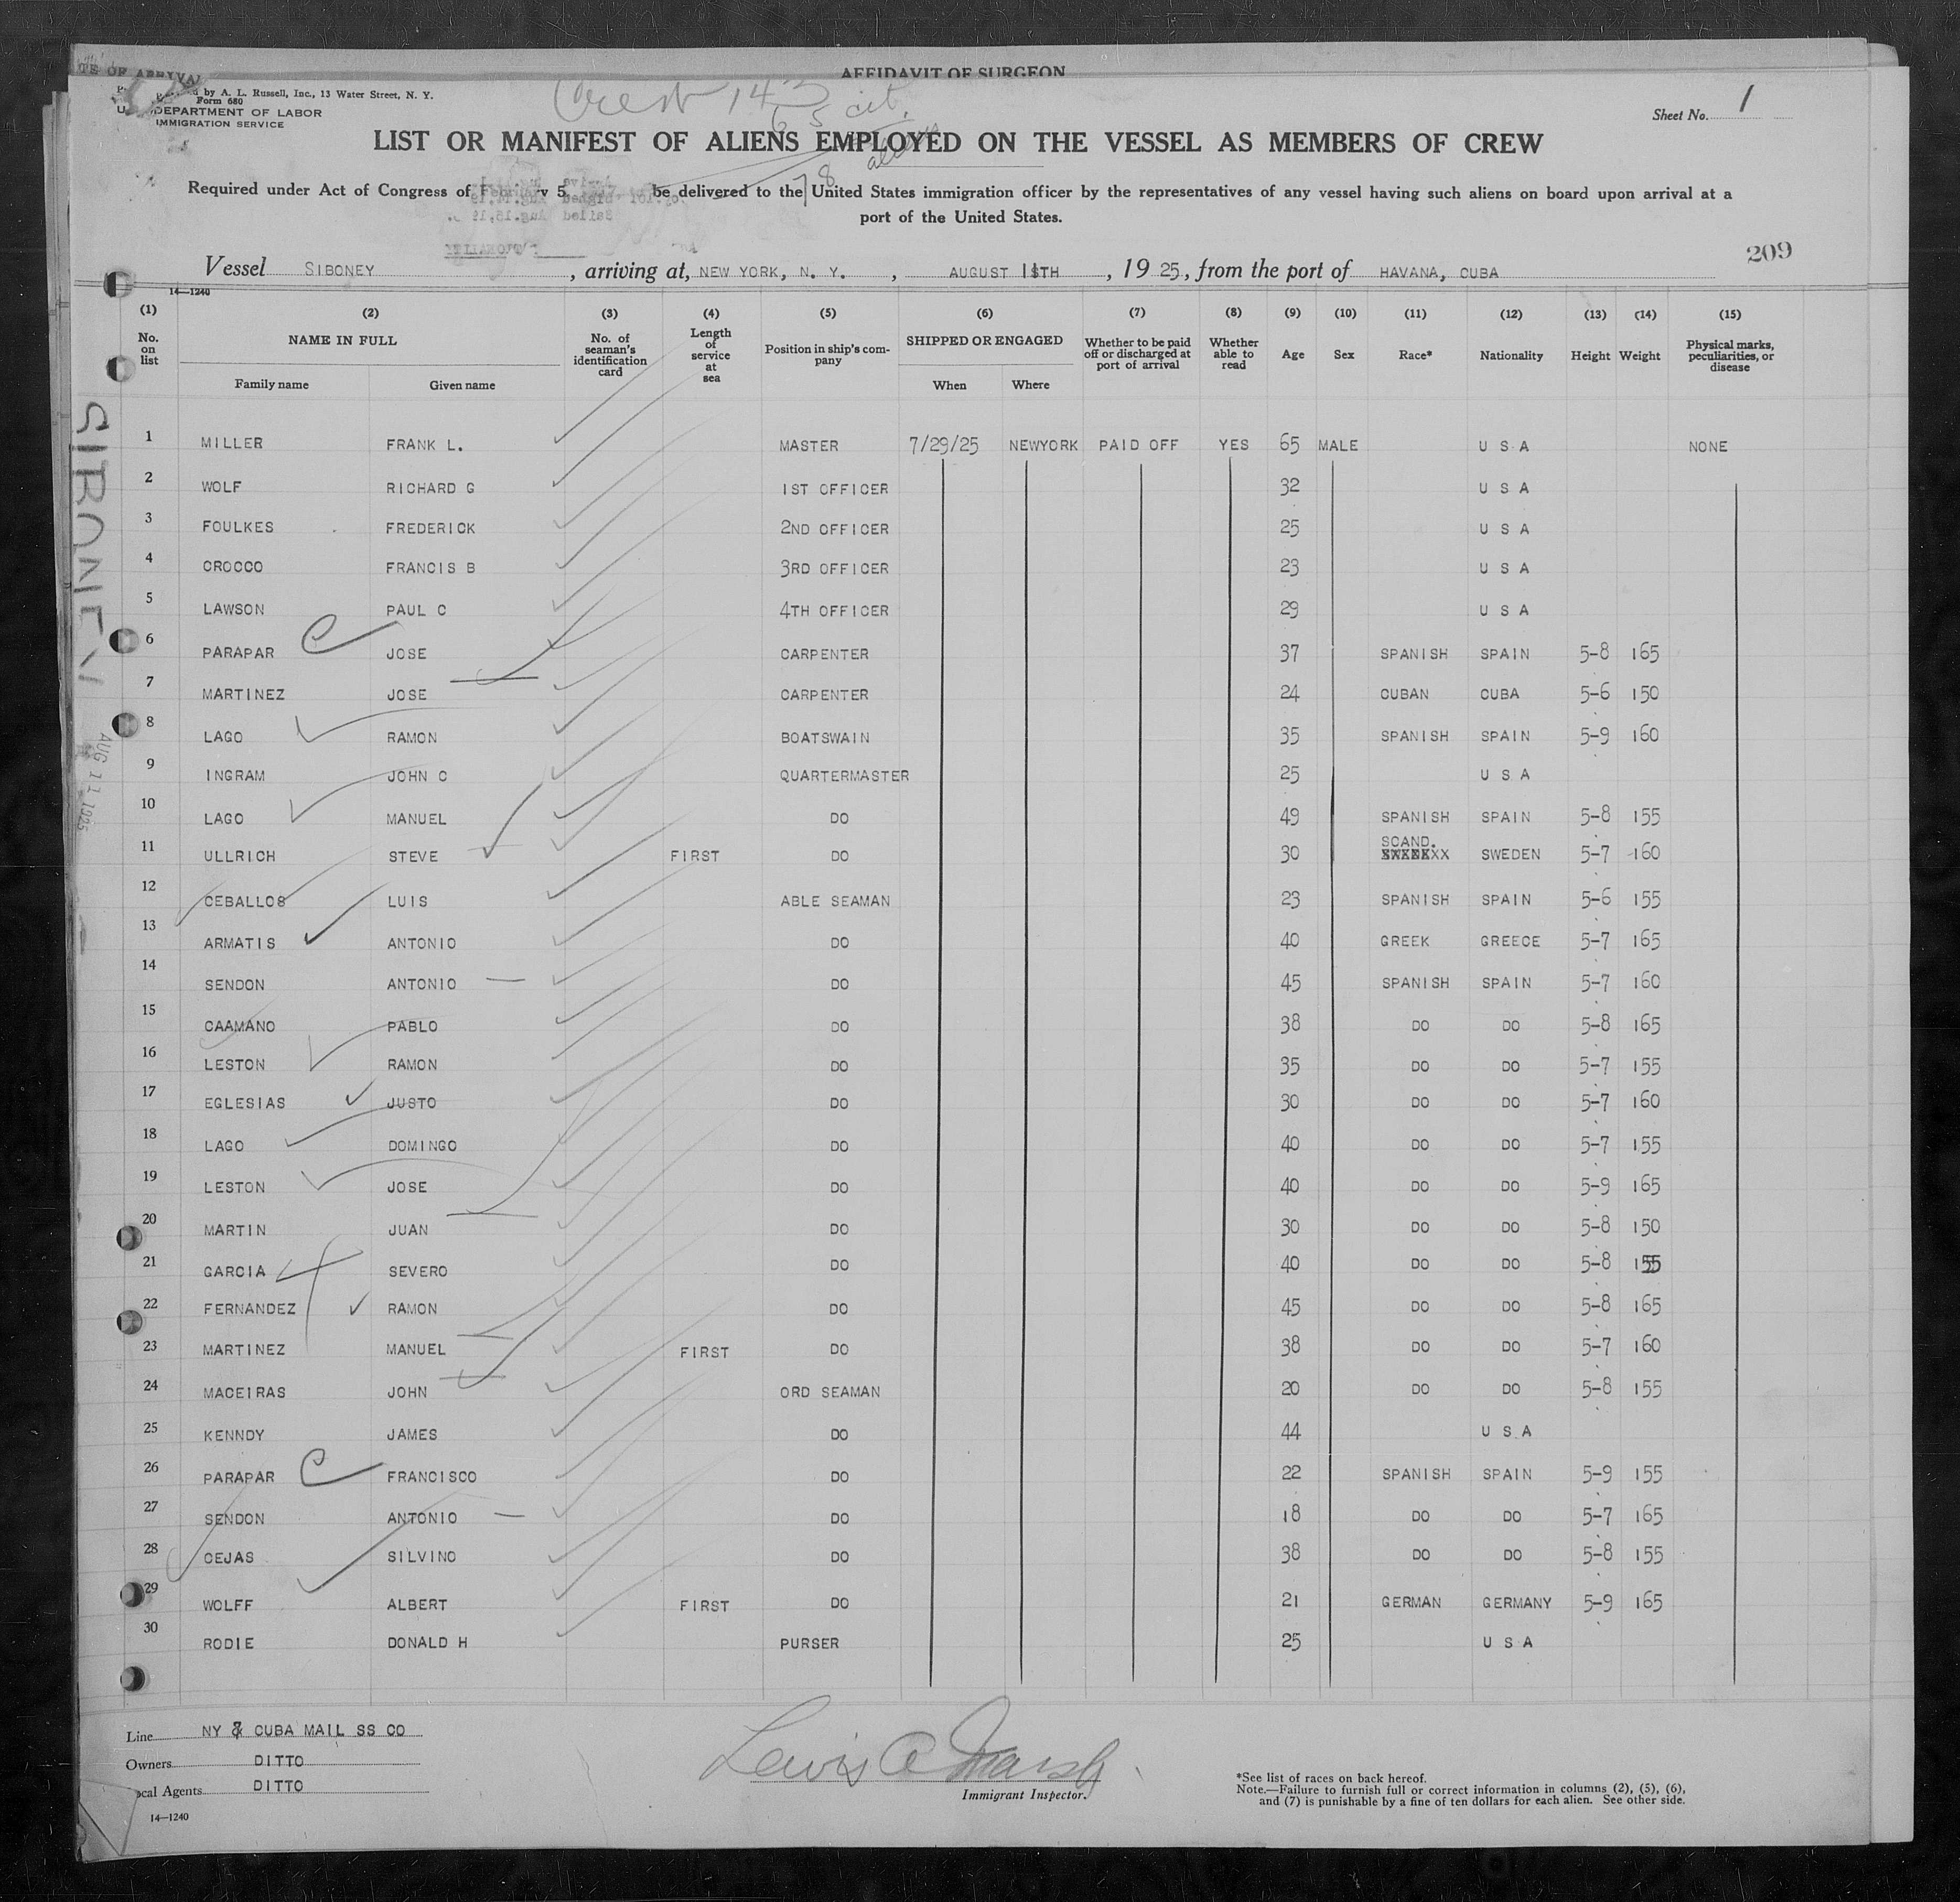 AFFIDAVIT OF SURGEON
by A. L. Russell, Inc., 13 Water Street, N. Y.
Form 680
DEPARTMENT OF LABOR
IMMIGRATION SERVICE
Sheet No. 1
LIST OR MANIFEST OF ALIENS EMPLOYED ON THE VESSEL AS MEMBERS OF CREW
Required under Act of Congress of February 5, be delivered to the United States immigration officer by the representatives of any vessel having such aliens on board upon arrival at a
port of the United States.
209
Vessel SIBONEY, arriving at, NEW YORK, N. Y., AUGUST 11TH, 1925, from the port of HAVANA, CUBA
14—1240
(1) (2) (3) (4) (5) (6) (7) (8) (9) (10) (11) (12) (13) (14) (15)
No. on list NAME IN FULL Family name Given name No. of seaman's identification card Length of service at sea Position in ship's company SHIPPED OR ENGAGED When Where Whether to be paid off or discharged at port of arrival Whether able to read Age Sex Race* Nationality Height Weight Physical marks, peculiarities, or disease
1 MILLER FRANK L. MASTER 7/29/25 NEWYORK PAID OFF YES 65 MALE U S A NONE
2 WOLF RICHARD G 1ST OFFICER 32 U S A
3 FOULKES FREDERICK 2ND OFFICER 25 U S A
4 CROCCO FRANCIS B 3RD OFFICER 23 U S A
5 LAWSON PAUL C 4TH OFFICER 29 U S A
6 PARAPAR C JOSE CARPENTER 37 SPANISH SPAIN 5-8 165
7 MARTINEZ JOSE CARPENTER 24 CUBAN CUBA 5-6 150
8 LAGO RAMON BOATSWAIN 35 SPANISH SPAIN 5-9 160
9 INGRAM JOHN C QUARTERMASTER 25 U S A
10 LAGO MANUEL DO 49 SPANISH SPAIN 5-8 155
11 ULLRICH STEVE FIRST DO 30 SCAND. SWEDEN 5-7 160
12 CEBALLOS LUIS ABLE SEAMAN 23 SPANISH SPAIN 5-6 155
13 ARMATIS ANTONIO DO 40 GREEK GREECE 5-7 165
14 SENDON ANTONIO DO 45 SPANISH SPAIN 5-7 160
15 CAAMANO PABLO DO 38 DO DO 5-8 165
16 LESTON RAMON DO 35 DO DO 5-7 155
17 EGLESIAS JUSTO DO 30 DO DO 5-7 160
18 LAGO DOMINGO DO 40 DO DO 5-7 155
19 LESTON JOSE DO 40 DO DO 5-9 165
20 MARTIN JUAN DO 30 DO DO 5-8 150
21 GARCIA SEVERO DO 40 DO DO 5-8 155
22 FERNANDEZ RAMON DO 45 DO DO 5-8 165
23 MARTINEZ MANUEL FIRST DO 38 DO DO 5-7 160
24 MACEIRAS JOHN ORD SEAMAN 20 DO DO 5-8 155
25 KENNDY JAMES DO 44 U S A
26 PARAPAR C FRANCISCO DO 22 SPANISH SPAIN 5-9 155
27 SENDON ANTONIO DO 18 DO DO 5-7 165
28 CEJAS SILVINO DO 38 DO DO 5-8 155
29 WOLFF ALBERT FIRST DO 21 GERMAN GERMANY 5-9 165
30 RODIE DONALD H PURSER 25 U S A
SIBONEY
AUG 11 1925
Line NY & CUBA MAIL SS CO
Owners DITTO
Local Agents DITTO
14—1240
Lewis A Marsh
Immigrant Inspector.
*See list of races on back hereof.
Note.—Failure to furnish full or correct information in columns (2), (5), (6),
and (7) is punishable by a fine of ten dollars for each alien. See other side.